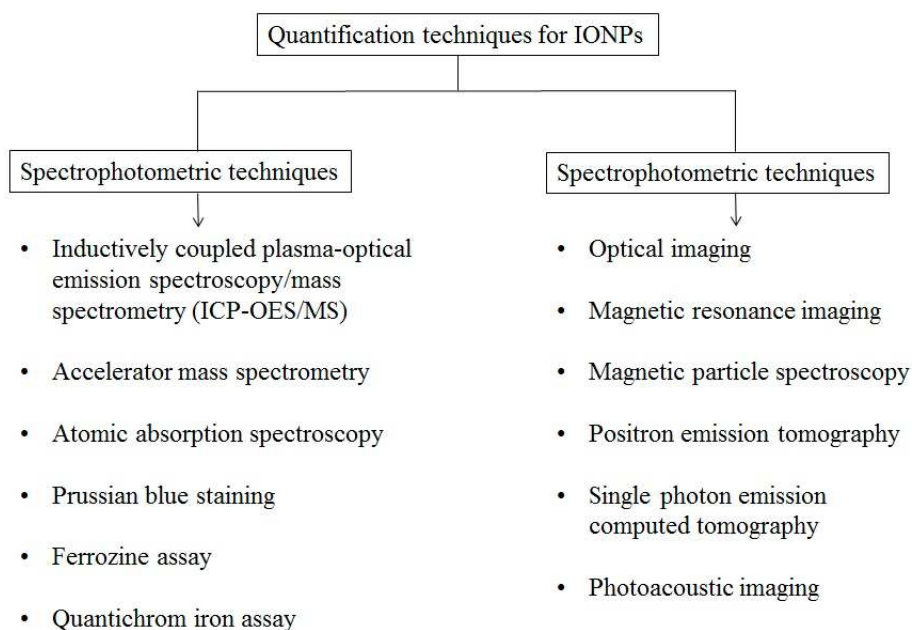 Quantification techniques for IONPs
Spectrophotometric techniques
• Inductively coupled plasma-optical
emission spectroscopy/mass
spectrometry (ICP-OES/MS)
• Accelerator mass spectrometry
• Atomic absorption spectroscopy
• Prussian blue staining
• Ferrozine assay
• Quantichrom iron assay
Spectrophotometric techniques
• Optical imaging
• Magnetic resonance imaging
• Magnetic particle spectroscopy
• Positron emission tomography
• Single photon emission
computed tomography
• Photoacoustic imaging